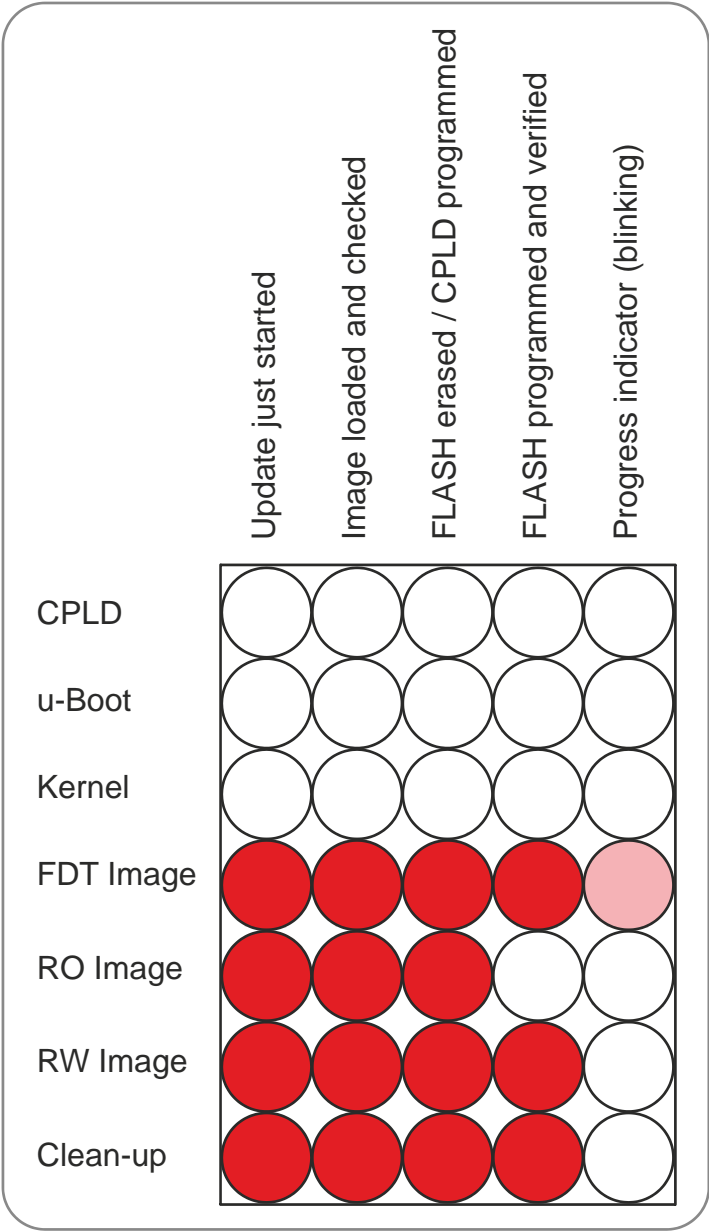 Update just started
Image loaded and checked
FLASH erased / CPLD programmed
FLASH programmed and verified
Progress indicator (blinking)
CPLD
u-Boot
Kernel
FDT Image
RO Image
RW Image
Clean-up